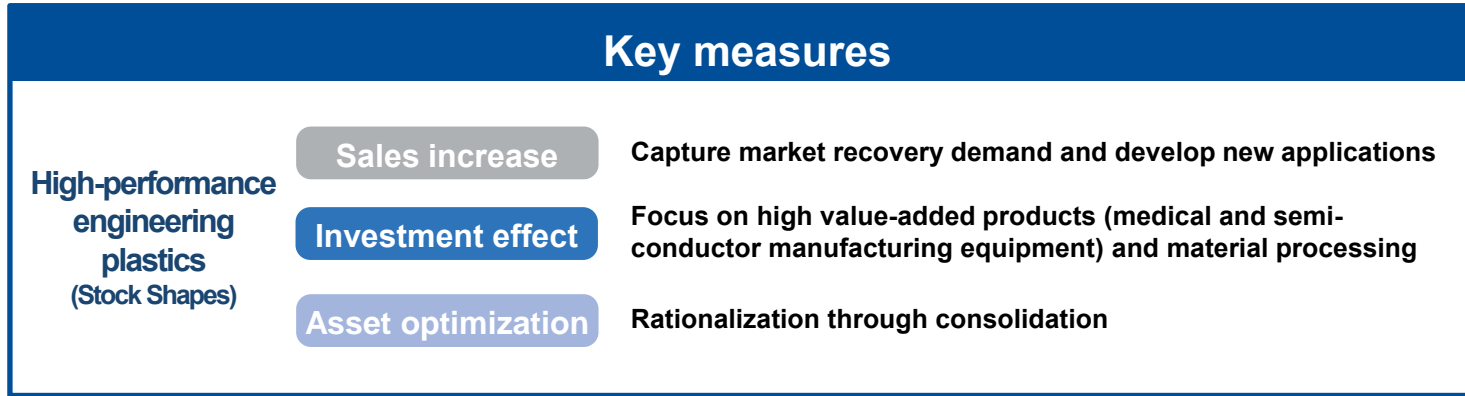 Key measures
High-performance
engineering
plastics
(Stock Shapes)
Sales increase
Capture market recovery demand and develop new applications
Investment effect
Focus on high value-added products (medical and semi-
conductor manufacturing equipment) and material processing
Asset optimization
Rationalization through consolidation